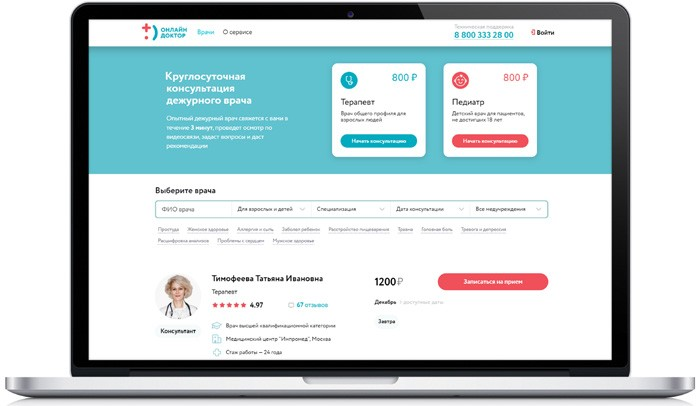 ОНЛАЙН
ДОКТОР
Врачи
О сервисе
Техническая поддержка
8 800 333 28 00
Войти
Круглосуточная
консультация
дежурного врача
Опытный дежурный врач свяжется с вами в
течение 3 минут, проведет осмотр по
видеосвязи, задаст вопросы и даст
рекомендации
800 ₽
Терапевт
Врач общего профиля для
взрослых людей
Начать консультацию
800 ₽
Педиатр
Детский врач для пациентов,
не достигших 18 лет
Начать консультацию
Выберите врача
ФИО врача
Для взрослых и детей
Специализация
Дата консультации
Все медучреждения
Простуда Женское здоровье Аллергия и сыпь Заболел ребенок Расстройство пищеварения Травма Головная боль Тревога и депрессия
Расшифровка анализов Проблемы с сердцем Мужское здоровье
Тимофеева Татьяна Ивановна
Терапевт
4,97
67 отзывов
Консультант
Врач высшей квалификационной категории
Медицинский центр "Инпромед", Москва
Стаж работы – 24 года
1200 ₽
Записаться на прием
Декабрь
Завтра